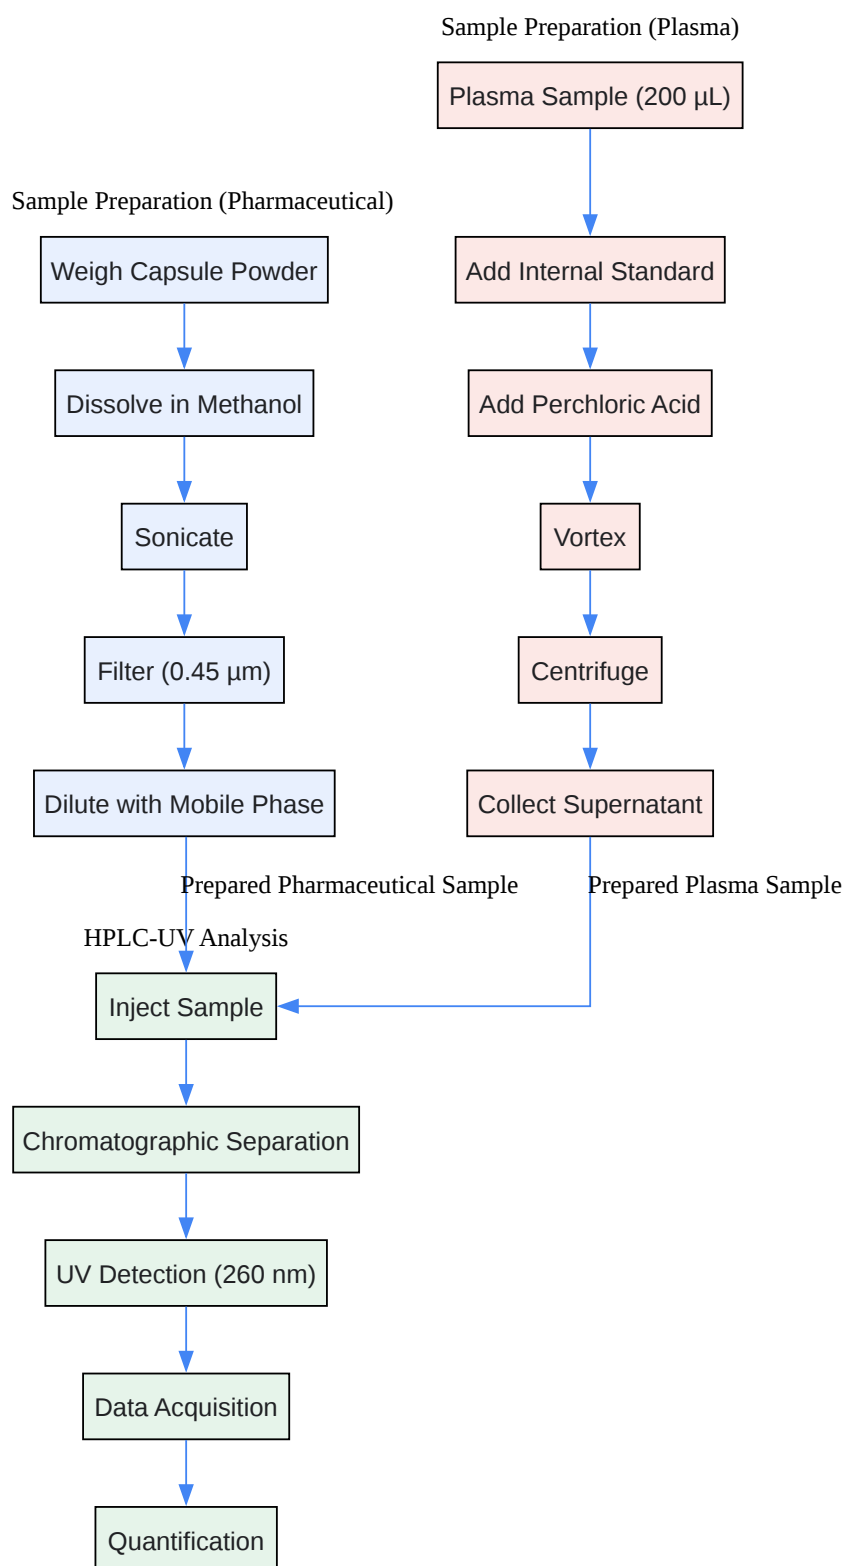 Sample Preparation (Plasma)
Plasma Sample (200 µL)
Sample Preparation (Pharmaceutical)
Weigh Capsule Powder
Add Internal Standard
Dissolve in Methanol
Add Perchloric Acid
Sonicate
Vortex
Filter (0.45 µm)
Centrifuge
Dilute with Mobile Phase
Collect Supernatant
Prepared Pharmaceutical Sample
Prepared Plasma Sample
HPLC-UV Analysis
Inject Sample
Chromatographic Separation
UV Detection (260 nm)
Data Acquisition
Quantification